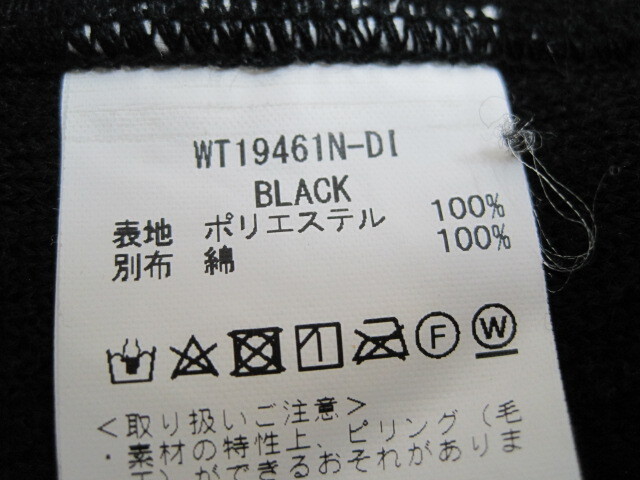 WT19461N-DI
BLACK
表地 ポリエステル 100%
別布 綿 100%
F W
<取り扱いご注意>
・素材の特性上、ピリング(毛
ができるおそれがありま